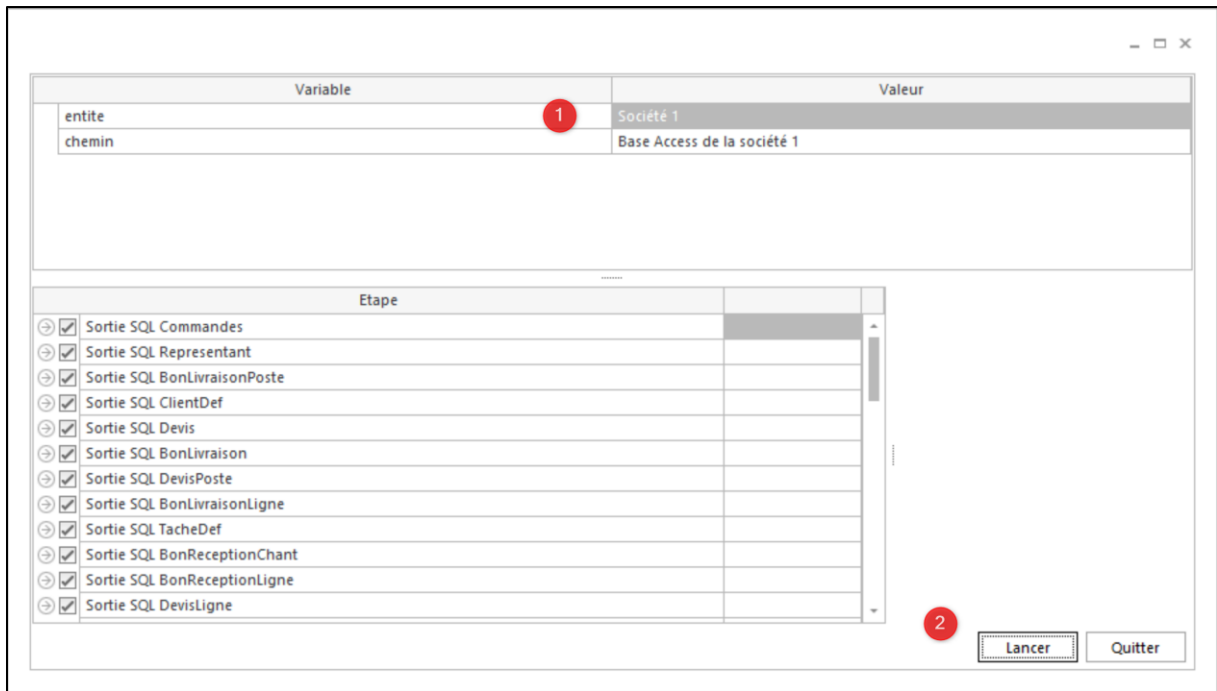 Variable Valeur
entite 1 Société 1
chemin Base Access de la société 1
Etape
Sortie SQL Commandes
Sortie SQL Representant
Sortie SQL BonLivraisonPoste
Sortie SQL ClientDef
Sortie SQL Devis
Sortie SQL BonLivraison
Sortie SQL DevisPoste
Sortie SQL BonLivraisonLigne
Sortie SQL TacheDef
Sortie SQL BonReceptionChant
Sortie SQL BonReceptionLigne
Sortie SQL DevisLigne
2
Lancer Quitter